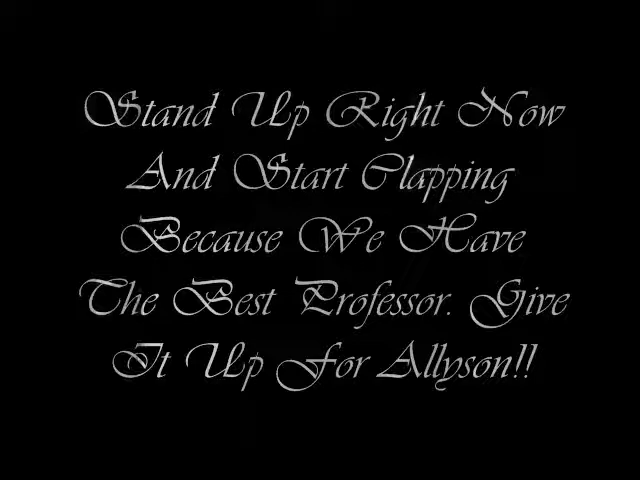 Stand Up Right Now
And Start Clapping
Because We Have
The Best Professor. Give
It Up For Allyson!!